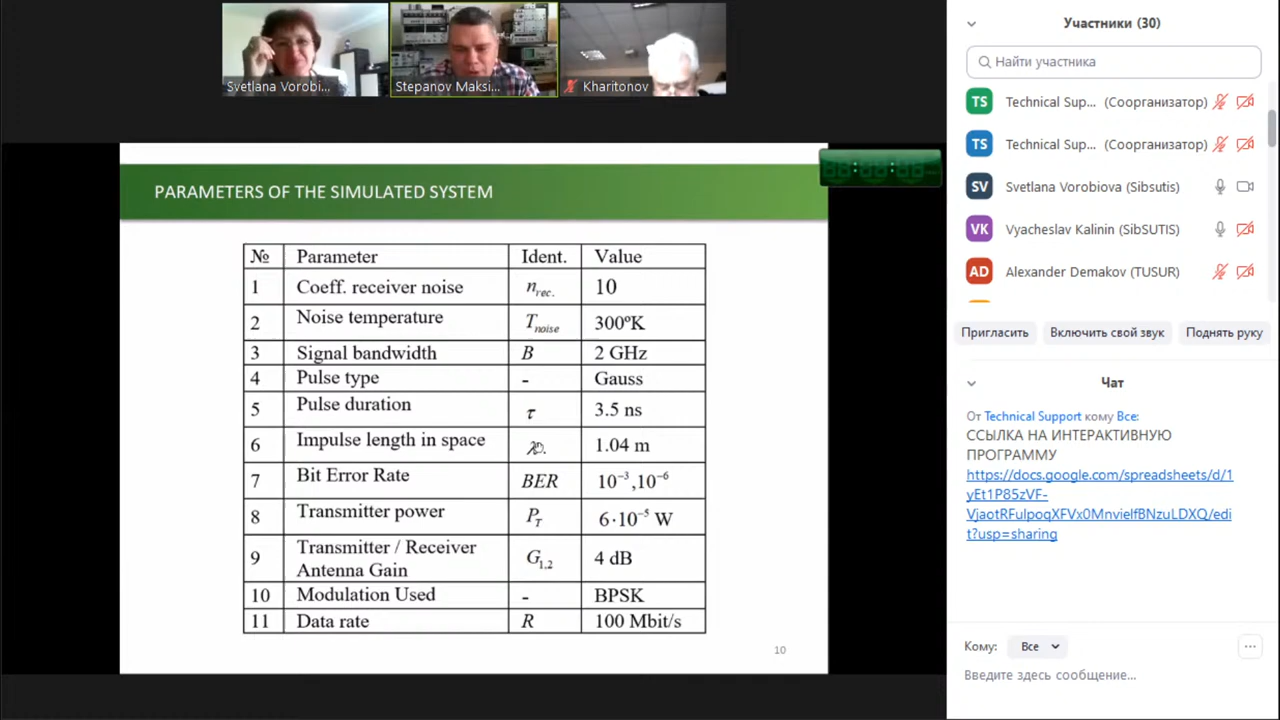 Svetlana Vorobi...
Stepanov Maksi...
Kharitonov
PARAMETERS OF THE SIMULATED SYSTEM
№ Parameter Ident. Value
1 Coeff. receiver noise n_rec. 10
2 Noise temperature T_noise 300ºK
3 Signal bandwidth B 2 GHz
4 Pulse type - Gauss
5 Pulse duration τ 3.5 ns
6 Impulse length in space 1.04 m
7 Bit Error Rate BER 10⁻³,10⁻⁶
8 Transmitter power P_T 6·10⁻⁵ W
9 Transmitter / Receiver
Antenna Gain G₁,₂ 4 dB
10 Modulation Used - BPSK
11 Data rate R 100 Mbit/s
10
Участники (30)
Найти участника
TS Technical Sup... (Соорганизатор)
TS Technical Sup... (Соорганизатор)
SV Svetlana Vorobiova (Sibsutis)
VK Vyacheslav Kalinin (SibSUTIS)
AD Alexander Demakov (TUSUR)
Пригласить Включить свой звук Поднять руку
Чат
От Technical Support кому Все:
ССЫЛКА НА ИНТЕРАКТИВНУЮ
ПРОГРАММУ
https://docs.google.com/spreadsheets/d/1
yEt1P85zVF-
VjaotRFuIpoqXFVx0MnvielfBNzuLDXQ/edi
t?usp=sharing
Кому: Все
Введите здесь сообщение...